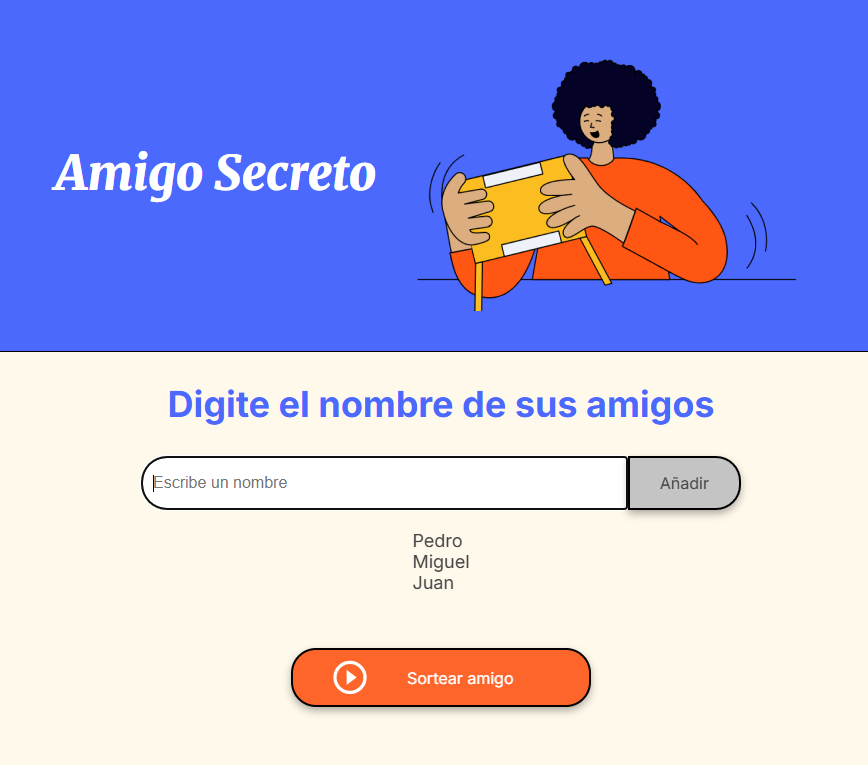 Amigo Secreto
Digite el nombre de sus amigos
Escribe un nombre
Añadir
Pedro
Miguel
Juan
Sortear amigo